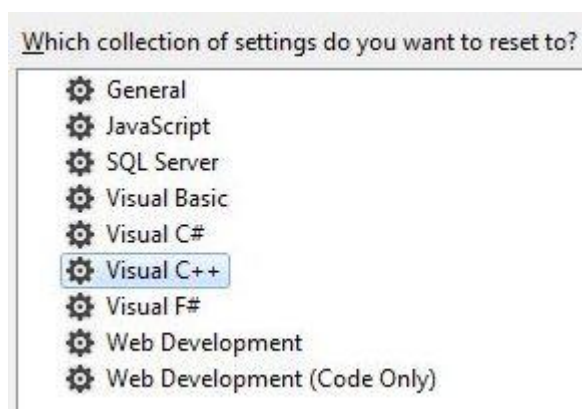 Which collection of settings do you want to reset to?
General
JavaScript
SQL Server
Visual Basic
Visual C#
Visual C++
Visual F#
Web Development
Web Development (Code Only)